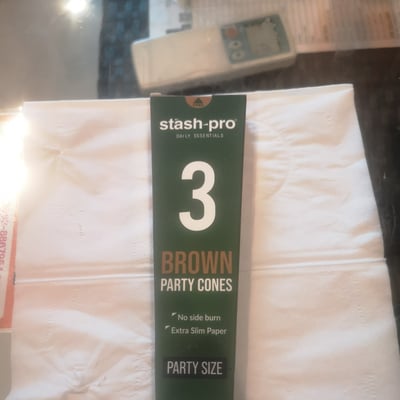 stash-pro
DAILY ESSENTIALS
3
BROWN
PARTY CONES
No side burn
Extra Slim Paper
PARTY SIZE